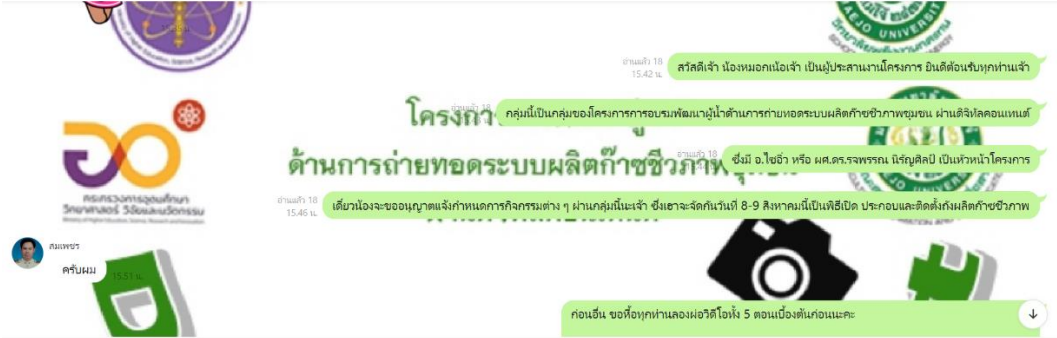 MAEJO UNIVERSITY
อ่านแล้ว 18
15.42 น.
สวัสดีเจ้า น้องหมอกเน้อเจ้า เป็นผู้ประสานงานโครงการ ยินดีต้อนรับทุกท่านเจ้า
อ่านแล้ว 18
กลุ่มนี้เป็นกลุ่มของโครงการการอบรมพัฒนาผู้นำด้านการถ่ายทอดระบบผลิตก๊าซชีวภาพชุมชน ผ่านดิจิทัลคอนเทนต์
ด้านการถ่ายทอดระบบผลิตก๊าซชีวภาพ
อ่านแล้ว 18
ซึ่งมี อ.ไซอิ๋ว หรือ ผศ.ดร.รจพรรณ นิรัญศิลป์ เป็นหัวหน้าโครงการ
กระทรวงการอุดมศึกษา
วิทยาศาสตร์ วิจัยและนวัตกรรม
อ่านแล้ว 18
15.46 น.
เดี๋ยวน้องจะขออนุญาตแจ้งกำหนดการกิจกรรมต่าง ๆ ผ่านกลุ่มนี้นะเจ้า ซึ่งเฮาจะจัดกันวันที่ 8-9 สิงหาคมนี้เป็นพิธีเปิด ประกอบและติดตั้งถังผลิตก๊าซชีวภาพ
สมเพชร
ครับผม
15.51 น.
ก่อนอื่น ขอหื้อทุกท่านลองผ่อวิดีโอทั้ง 5 ตอนเบื้องต้นก่อนนะคะ